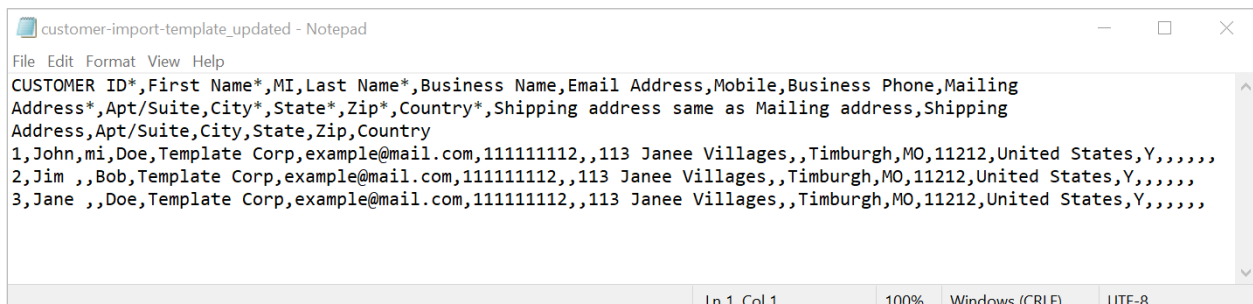 customer-import-template_updated - Notepad
File Edit Format View Help
CUSTOMER ID*,First Name*,MI,Last Name*,Business Name,Email Address,Mobile,Business Phone,Mailing
Address*,Apt/Suite,City*,State*,Zip*,Country*,Shipping address same as Mailing address,Shipping
Address,Apt/Suite,City,State,Zip,Country
1,John,mi,Doe,Template Corp,example@mail.com,111111112,,113 Janee Villages,,Timburgh,MO,11212,United States,Y,,,,,,
2,Jim ,,Bob,Template Corp,example@mail.com,111111112,,113 Janee Villages,,Timburgh,MO,11212,United States,Y,,,,,,
3,Jane ,,Doe,Template Corp,example@mail.com,111111112,,113 Janee Villages,,Timburgh,MO,11212,United States,Y,,,,,,
Ln 1, Col 1 100% Windows (CRLF) UTF-8